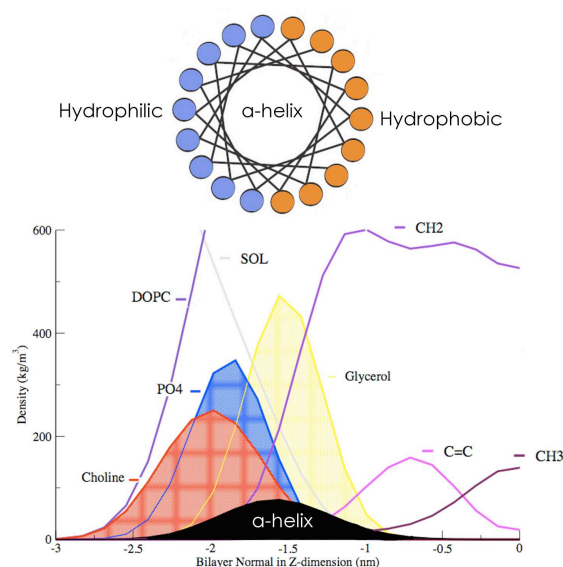 Hydrophilic
α-helix
Hydrophobic
600
400
200
0
Density (kg/m³)
DOPC
SOL
CH2
PO4
Glycerol
Choline
C=C
CH3
α-helix
-3
-2.5
-2
-1.5
-1
-0.5
0
Bilayer Normal in Z-dimension (nm)